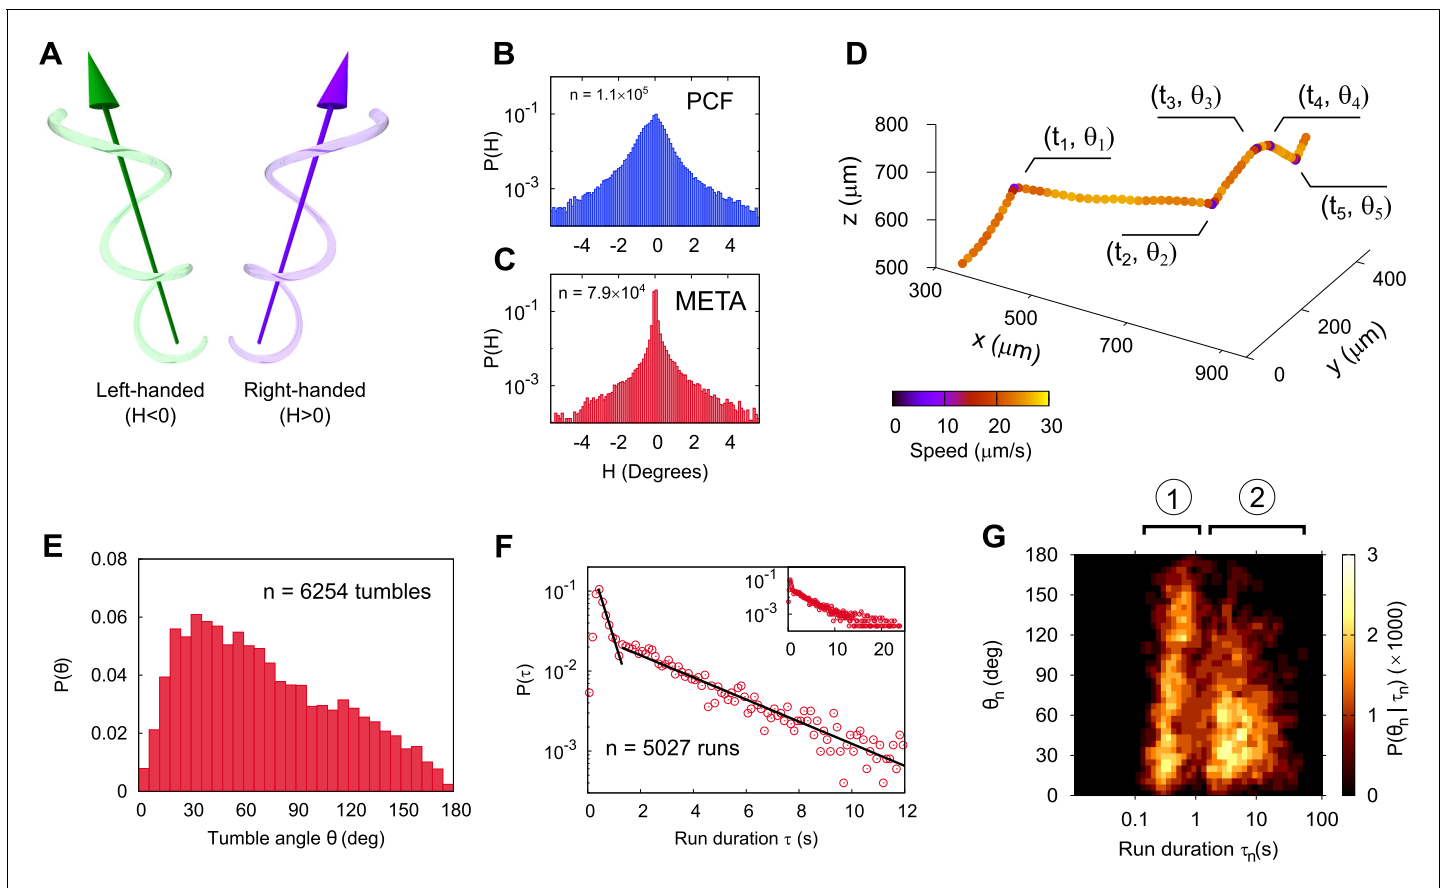 A
Left-handed
(H<0)
Right-handed
(H>0)
B
n = 1.1×10⁵
PCF
P(H)
10⁻¹
10⁻³
-4 -2 0 2 4
C
n = 7.9×10⁴
META
P(H)
10⁻¹
10⁻³
-4 -2 0 2 4
H (Degrees)
D
(t₁, θ₁)
(t₂, θ₂)
(t₃, θ₃)
(t₄, θ₄)
(t₅, θ₅)
z (μm)
800
700
600
500
300
500
700
900
x (μm)
0
200
400
y (μm)
0 10 20 30
Speed (μm/s)
E
n = 6254 tumbles
P(θ)
0.08
0.06
0.04
0.02
0
0 30 60 90 120 150 180
Tumble angle θ (deg)
F
P(τ)
10⁻¹
10⁻²
10⁻³
n = 5027 runs
0 2 4 6 8 10 12
Run duration τ (s)
10⁻¹
10⁻³
0 10 20
G
1
2
θₙ (deg)
180
150
120
90
60
30
0
0.1 1 10 100
Run duration τₙ(s)
3
2
1
0
P(θₙ | τₙ) (×1000)